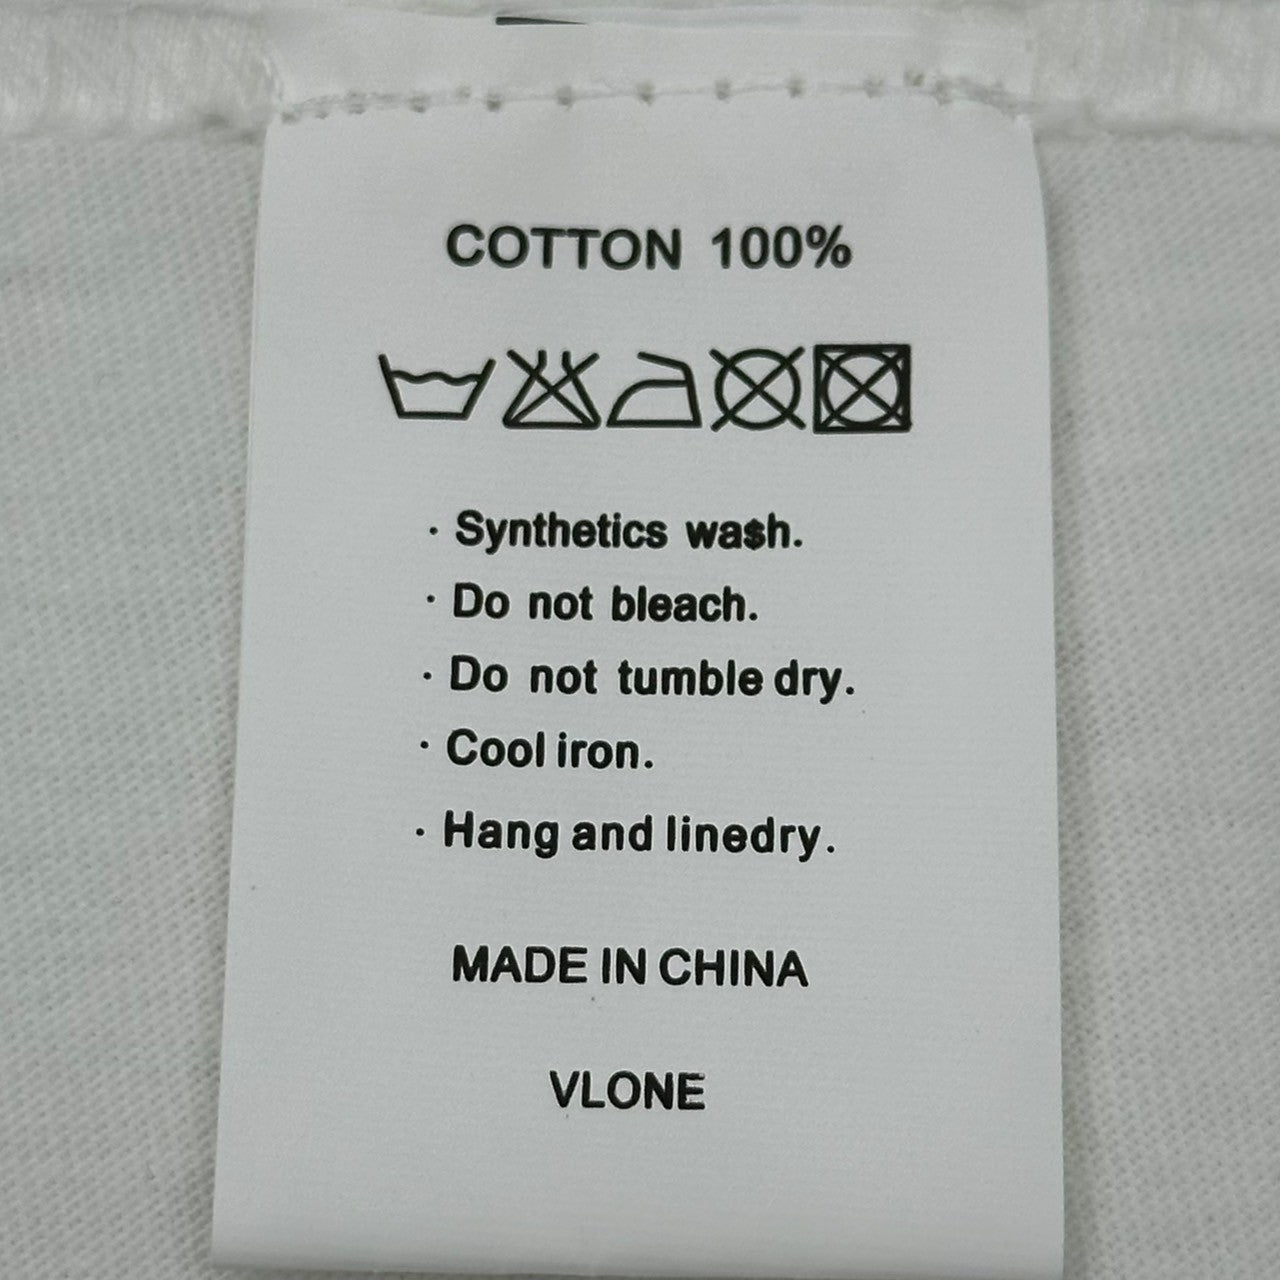 COTTON 100%
· Synthetics wash.
· Do not bleach.
· Do not tumble dry.
· Cool iron.
· Hang and linedry.
MADE IN CHINA
VLONE